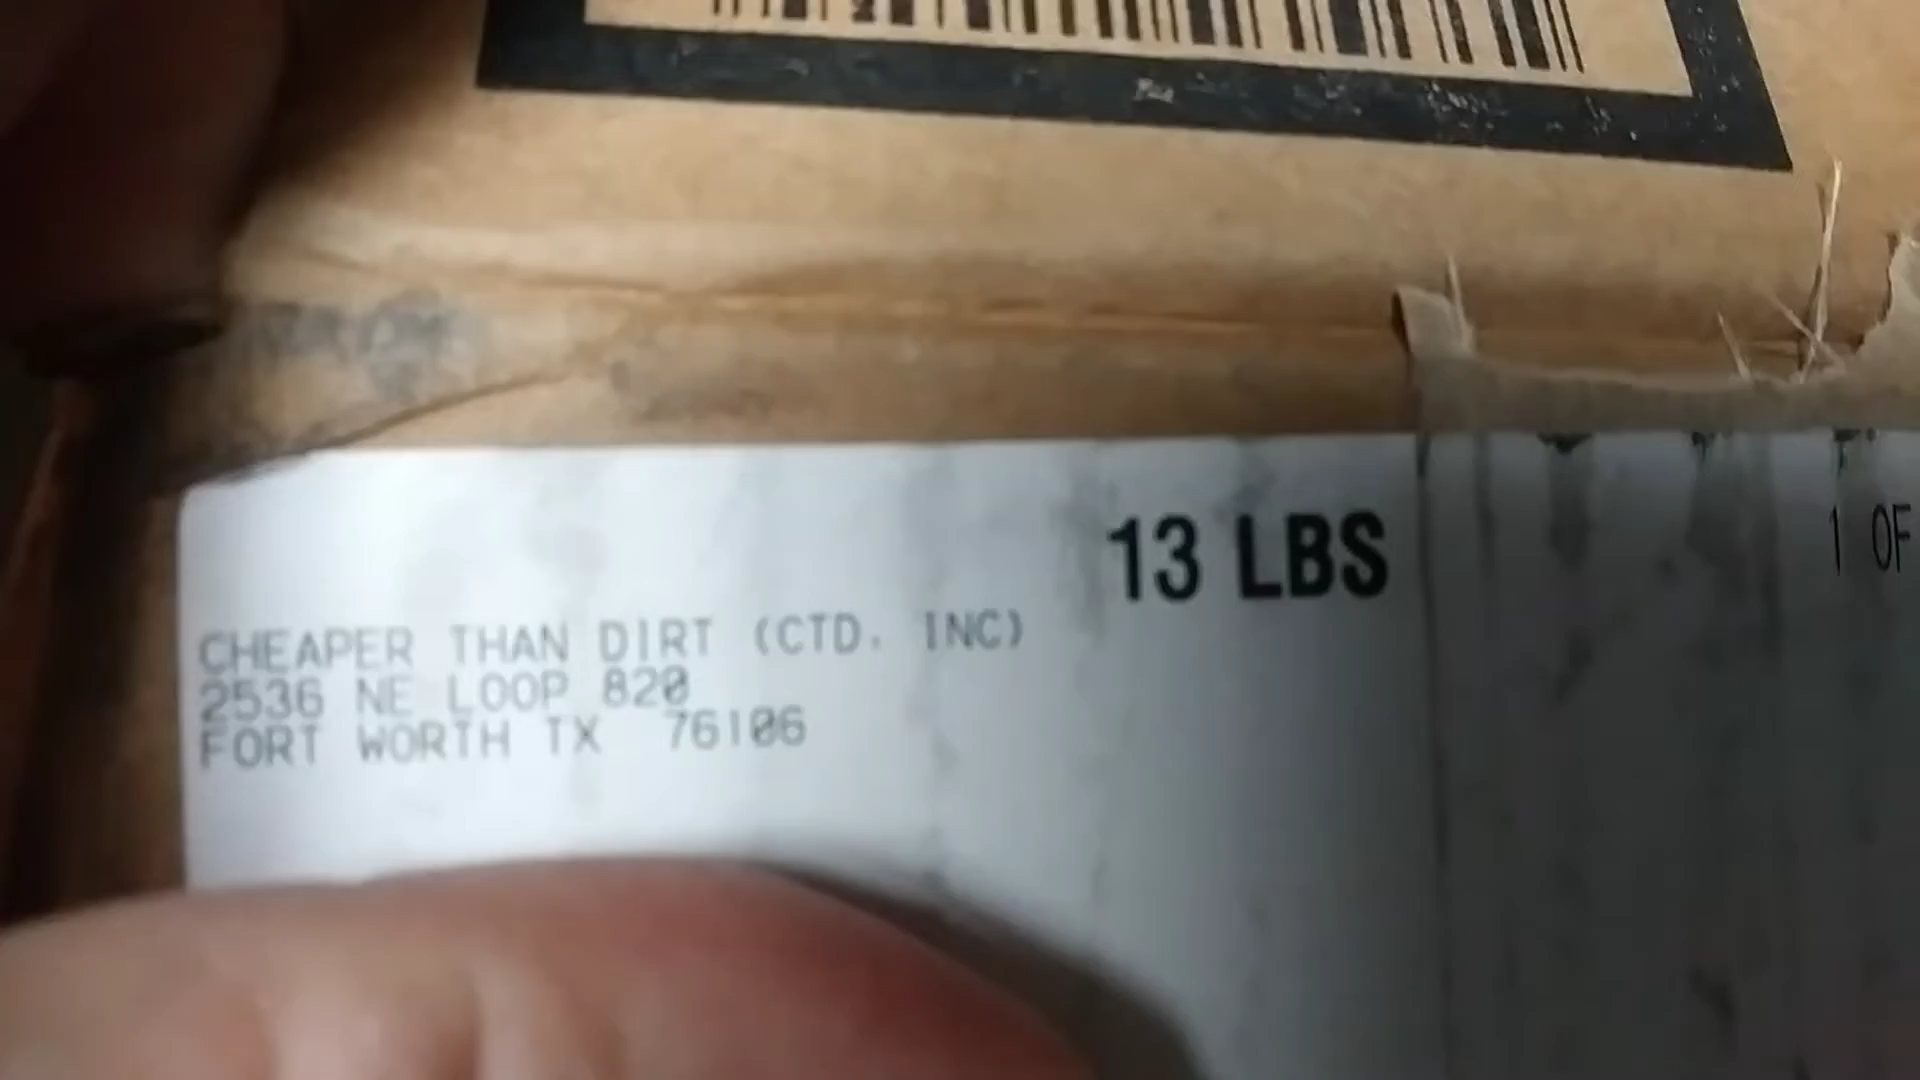 13 LBS
1 OF
CHEAPER THAN DIRT (CTD. INC)
2536 NE LOOP 820
FORT WORTH TX 76106